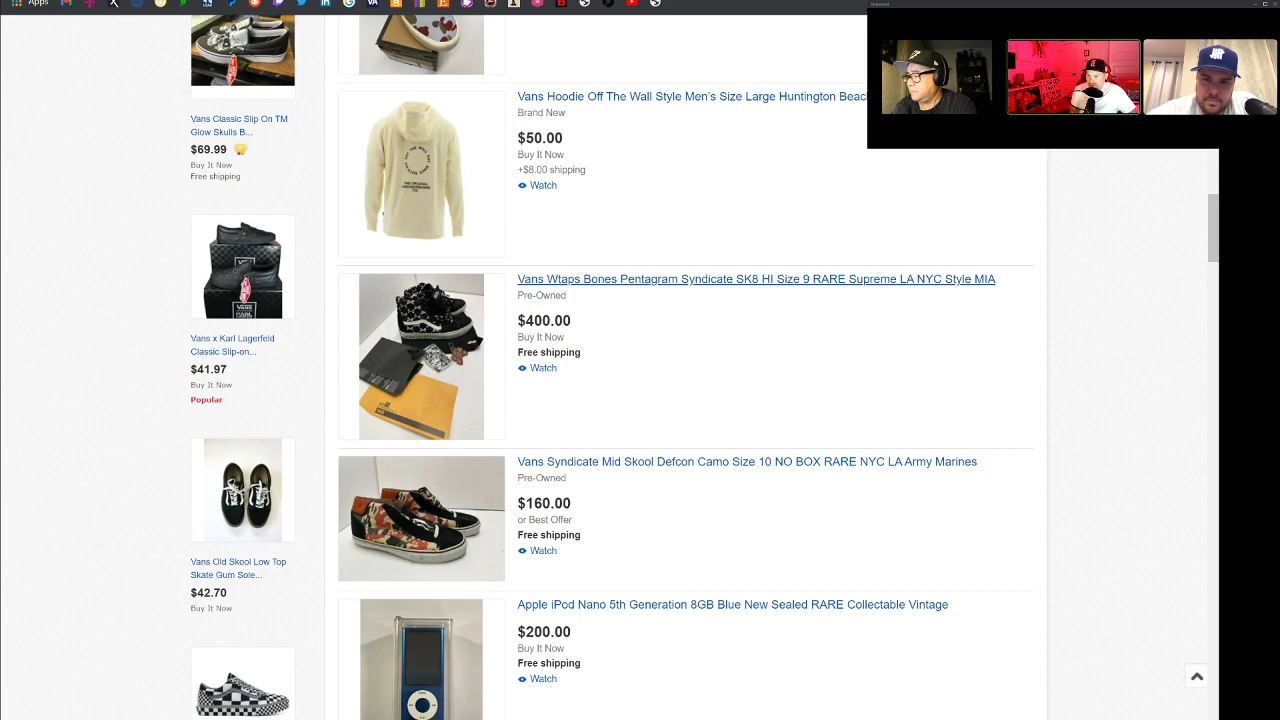 Apps
Vans Classic Slip On TM
Glow Skulls B...
$69.99
Buy It Now
Free shipping
VANS
VANS
KARL
Vans x Karl Lagerfeld
Classic Slip-on...
$41.97
Buy It Now
Popular
Vans Old Skool Low Top
Skate Gum Sole...
$42.70
Buy It Now
Vans Hoodie Off The Wall Style Men's Size Large Huntington Beac
Brand New
$50.00
Buy It Now
+$8.00 shipping
Watch
Vans Wtaps Bones Pentagram Syndicate SK8 HI Size 9 RARE Supreme LA NYC Style MIA
Pre-Owned
$400.00
Buy It Now
Free shipping
Watch
Vans Syndicate Mid Skool Defcon Camo Size 10 NO BOX RARE NYC LA Army Marines
Pre-Owned
$160.00
or Best Offer
Free shipping
Watch
Apple iPod Nano 5th Generation 8GB Blue New Sealed RARE Collectable Vintage
$200.00
Buy It Now
Free shipping
Watch